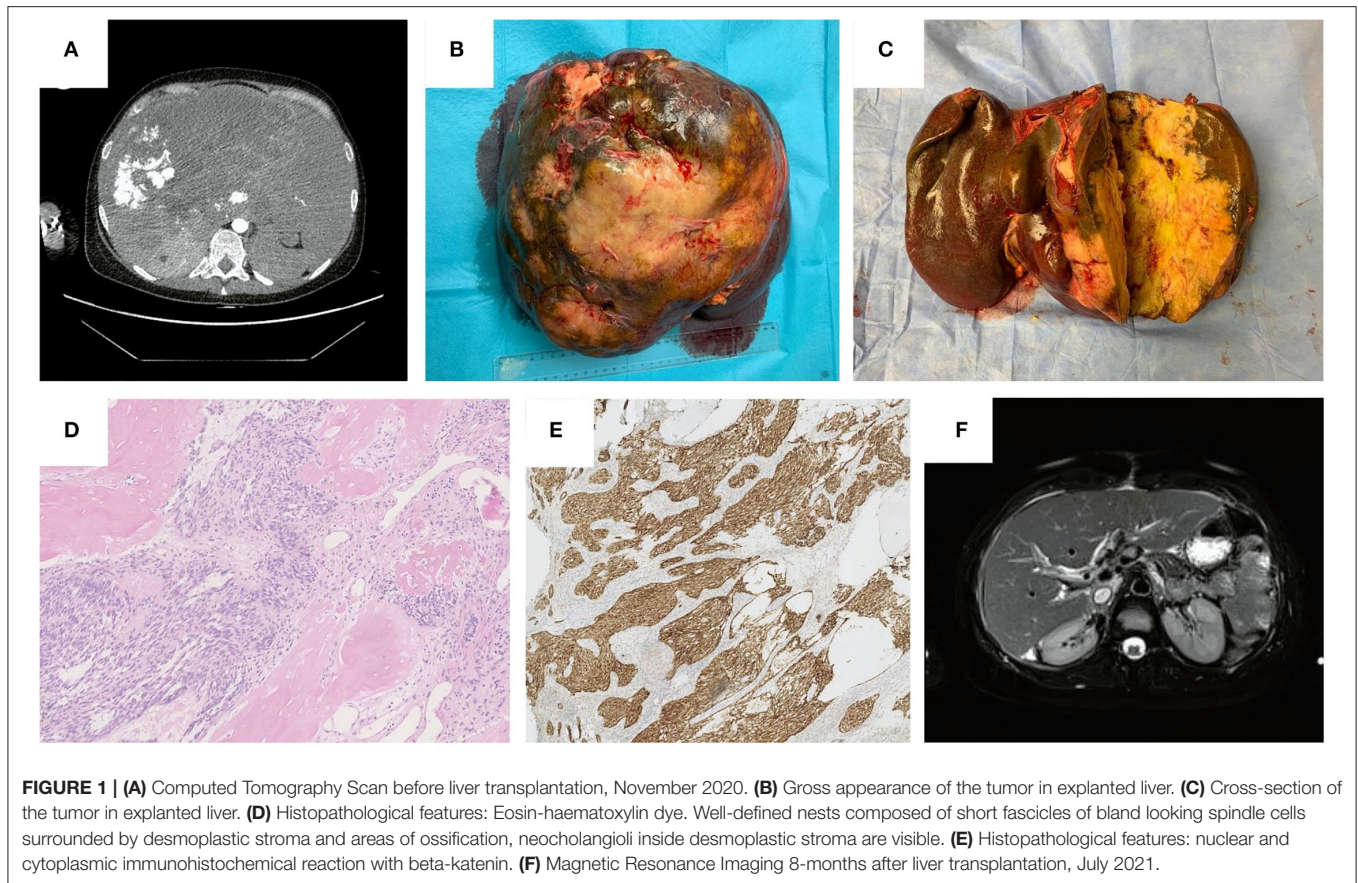 A
B
C
D
E
F
FIGURE 1 | (A) Computed Tomography Scan before liver transplantation, November 2020. (B) Gross appearance of the tumor in explanted liver. (C) Cross-section of
the tumor in explanted liver. (D) Histopathological features: Eosin-haematoxylin dye. Well-defined nests composed of short fascicles of bland looking spindle cells
surrounded by desmoplastic stroma and areas of ossification, neocholangioli inside desmoplastic stroma are visible. (E) Histopathological features: nuclear and
cytoplasmic immunohistochemical reaction with beta-katenin. (F) Magnetic Resonance Imaging 8-months after liver transplantation, July 2021.